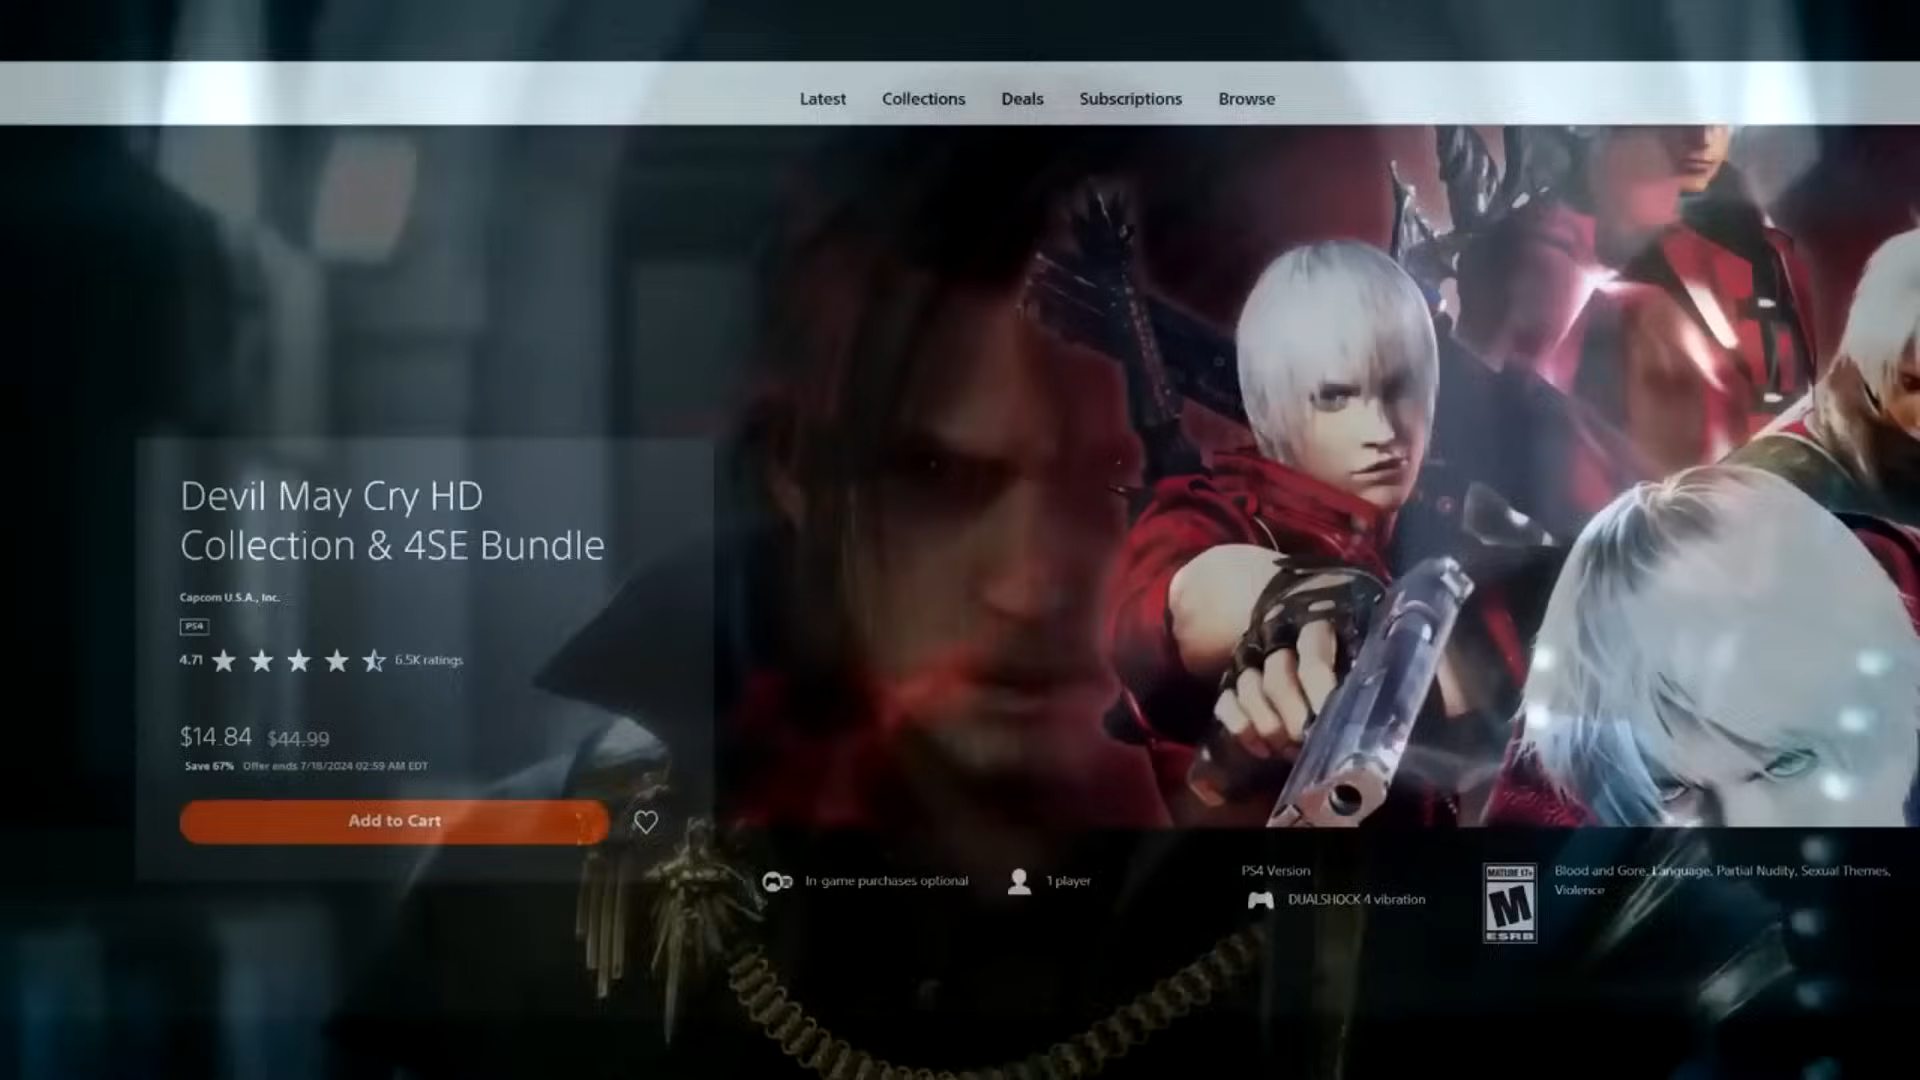 Latest Collections Deals Subscriptions Browse
Devil May Cry HD
Collection & 4SE Bundle
Capcom U.S.A., Inc.
PS4
4.71 6.5K ratings
$14.84 $44.99
Save 67% Offer ends 7/18/2024 02:59 AM EDT
Add to Cart
In-game purchases optional
1 player
PS4 Version
DUALSHOCK 4 vibration
MATURE 17+
M
ESRB
Blood and Gore, Language, Partial Nudity, Sexual Themes,
Violence